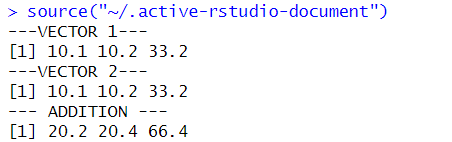 > source("~/.active-rstudio-document")
---VECTOR 1---
[1] 10.1 10.2 33.2
---VECTOR 2---
[1] 10.1 10.2 33.2
--- ADDITION ---
[1] 20.2 20.4 66.4